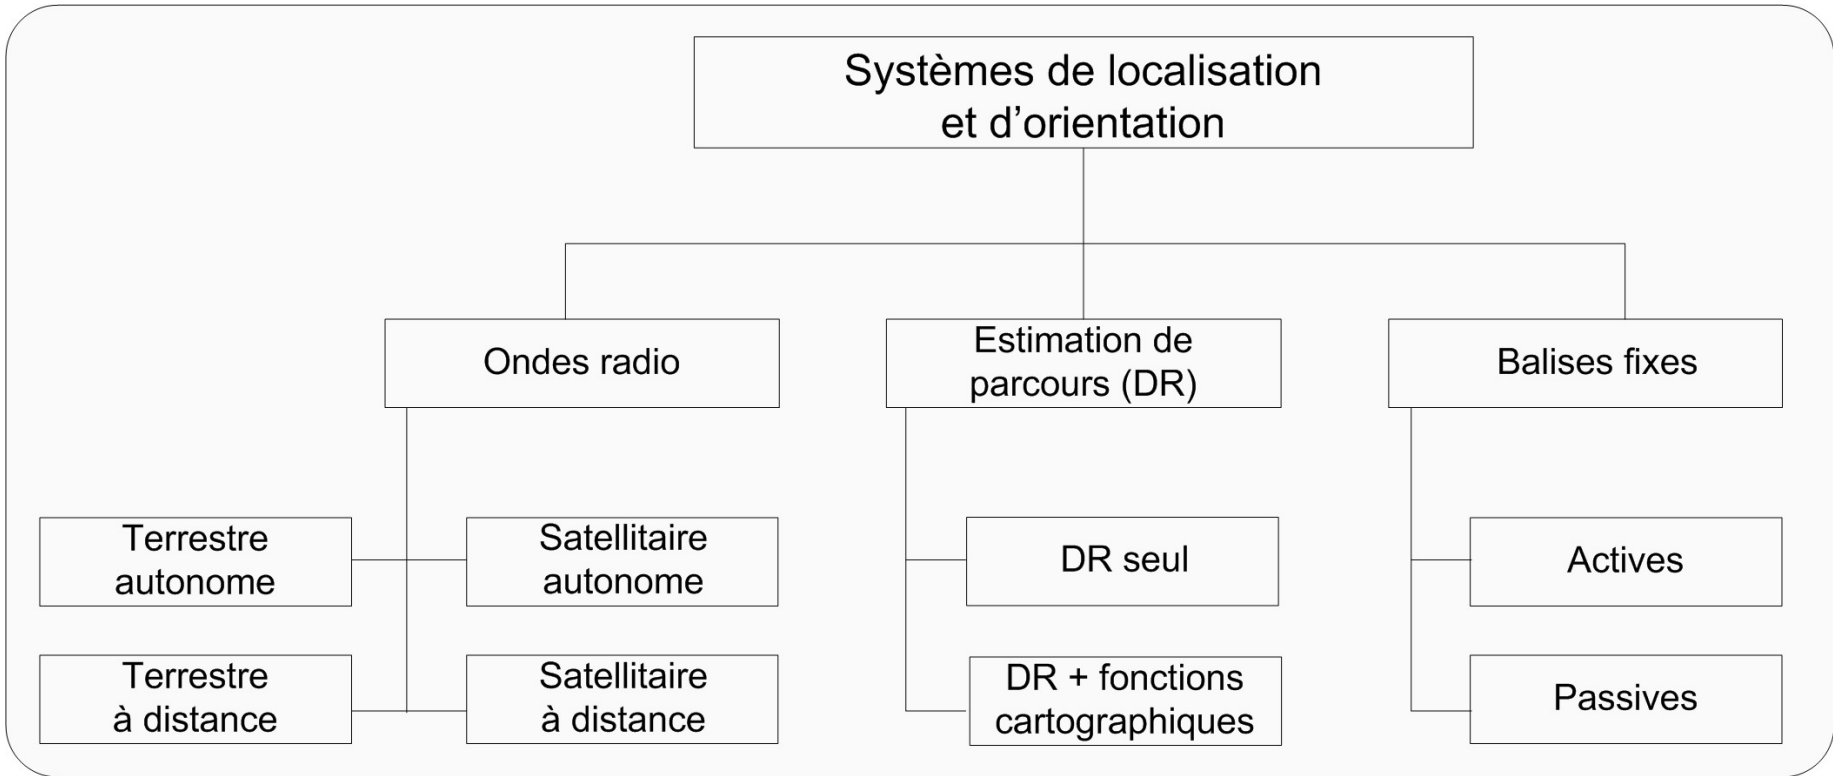 Systèmes de localisation
et d’orientation
Ondes radio
Estimation de
parcours (DR)
Balises fixes
Terrestre
autonome
Satellitaire
autonome
DR seul
Actives
Terrestre
à distance
Satellitaire
à distance
DR + fonctions
cartographiques
Passives